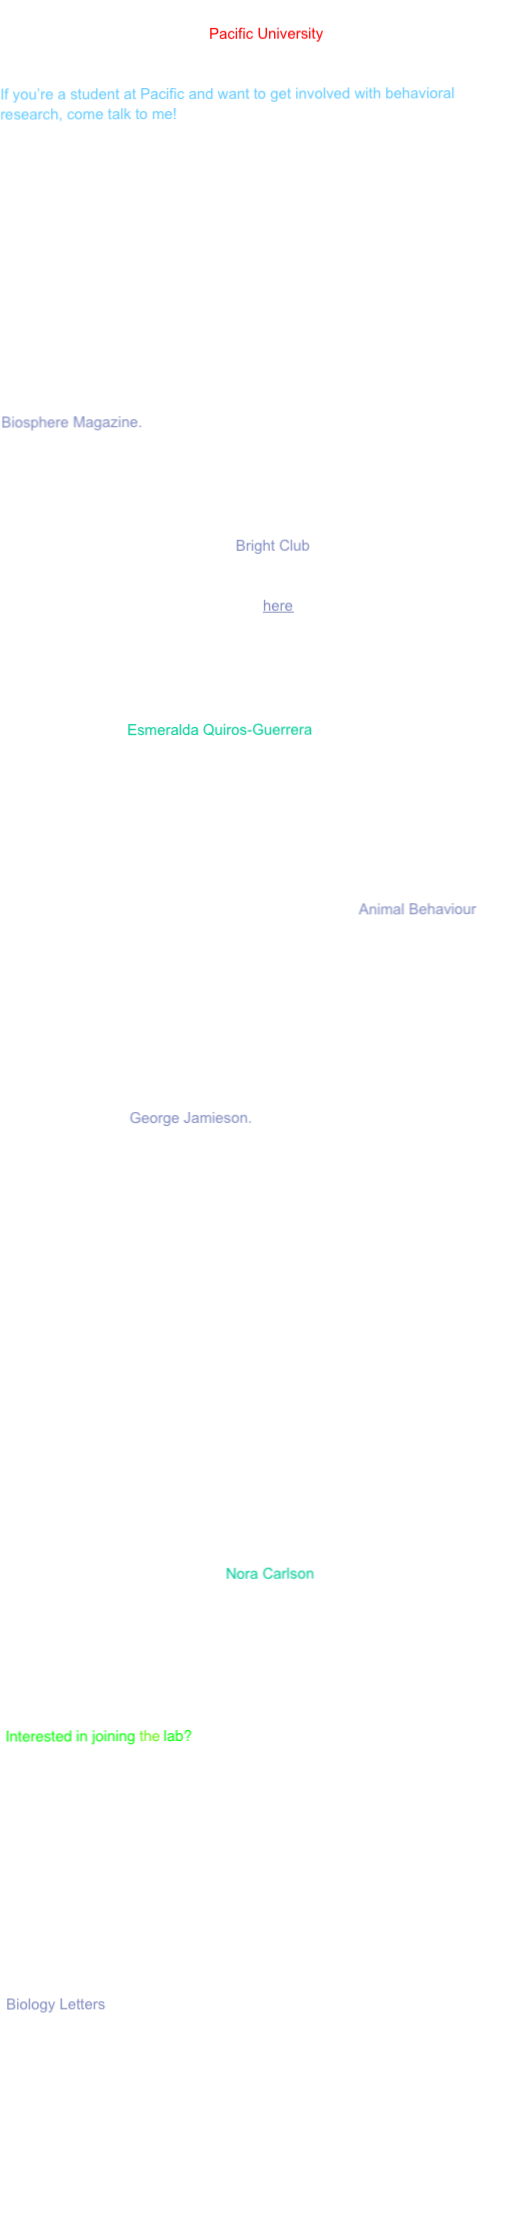 Pacific University
If you're a student at Pacific and want to get involved with behavioral
research, come talk to me!
Biosphere Magazine.
Bright Club
here
Esmeralda Quiros-Guerrera
Animal Behaviour
George Jamieson.
Nora Carlson
Interested in joining the lab?
Biology Letters